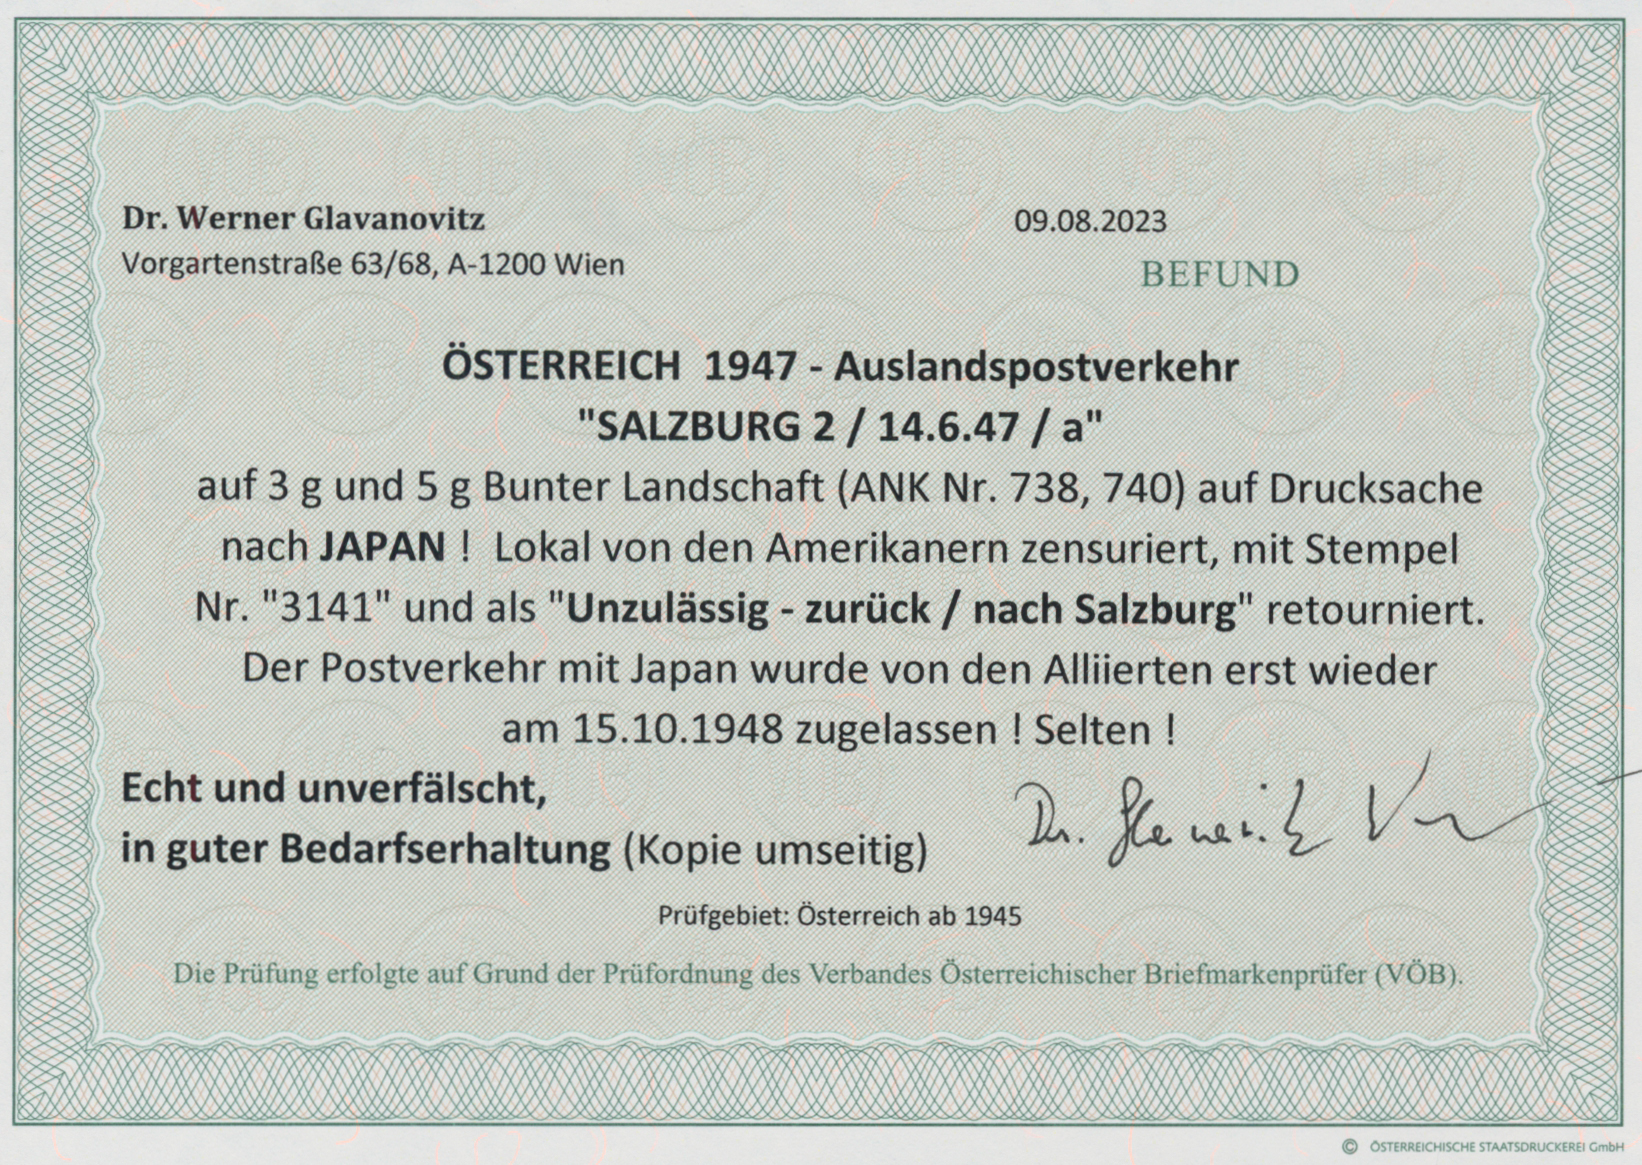 Dr. Werner Glavanovitz
09.08.2023
Vorgartenstraße 63/68, A-1200 Wien
BEFUND
ÖSTERREICH 1947 - Auslandspostverkehr
"SALZBURG 2 / 14.6.47 / a"
auf 3 g und 5 g Bunter Landschaft (ANK Nr. 738, 740) auf Drucksache
nach JAPAN ! Lokal von den Amerikanern zensuriert, mit Stempel
Nr. "3141" und als "Unzulässig - zurück / nach Salzburg" retourniert.
Der Postverkehr mit Japan wurde von den Alliierten erst wieder
am 15.10.1948 zugelassen ! Selten !
Echt und unverfälscht,
in guter Bedarfserhaltung (Kopie umseitig)
Dr.
Prüfgebiet: Österreich ab 1945
Die Prüfung erfolgte auf Grund der Prüfordnung des Verbandes Österreichischer Briefmarkenprüfer (VÖB).
© ÖSTERREICHISCHE STAATSDRUCKEREI GmbH